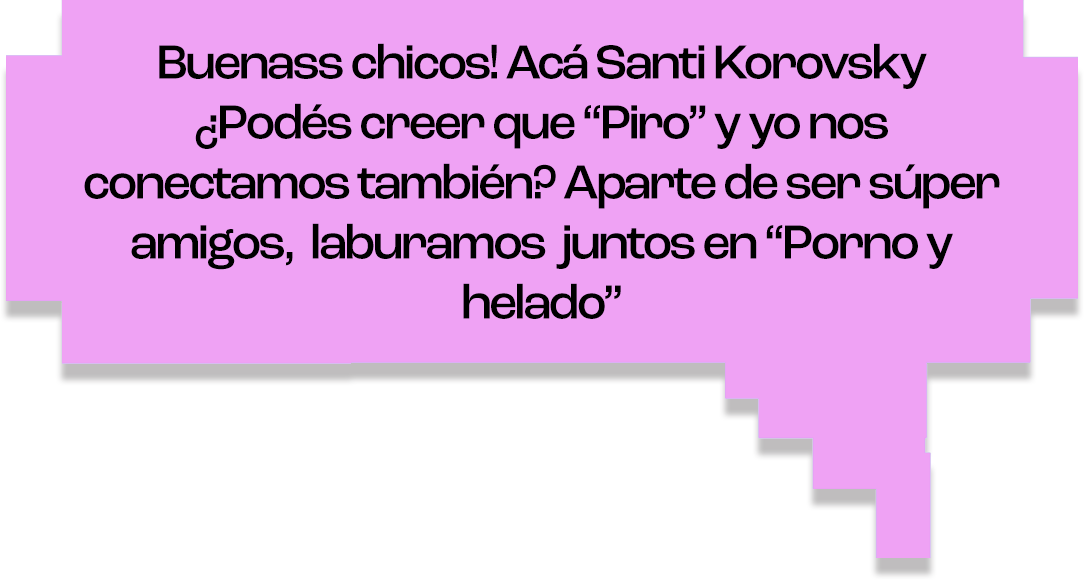 Buenass chicos! Acá Santi Korovsky
¿Podés creer que “Piro” y yo nos
conectamos también? Aparte de ser súper
amigos, laburamos juntos en “Porno y
helado”